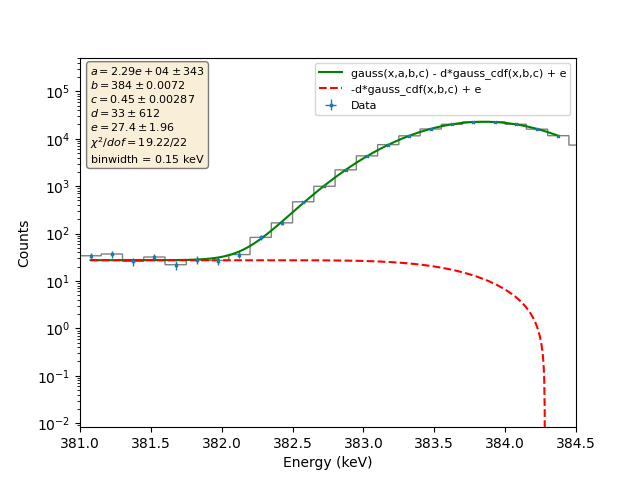 a = 2.29e + 04 ± 343
b = 384 ± 0.0072
c = 0.45 ± 0.00287
d = 33 ± 612
e = 27.4 ± 1.96
χ²/dof = 19.22/22
binwidth = 0.15 keV
gauss(x,a,b,c) - d*gauss_cdf(x,b,c) + e
-d*gauss_cdf(x,b,c) + e
Data
Counts
10⁵
10⁴
10³
10²
10¹
10⁰
10⁻¹
10⁻²
381.0 381.5 382.0 382.5 383.0 383.5 384.0 384.5
Energy (keV)